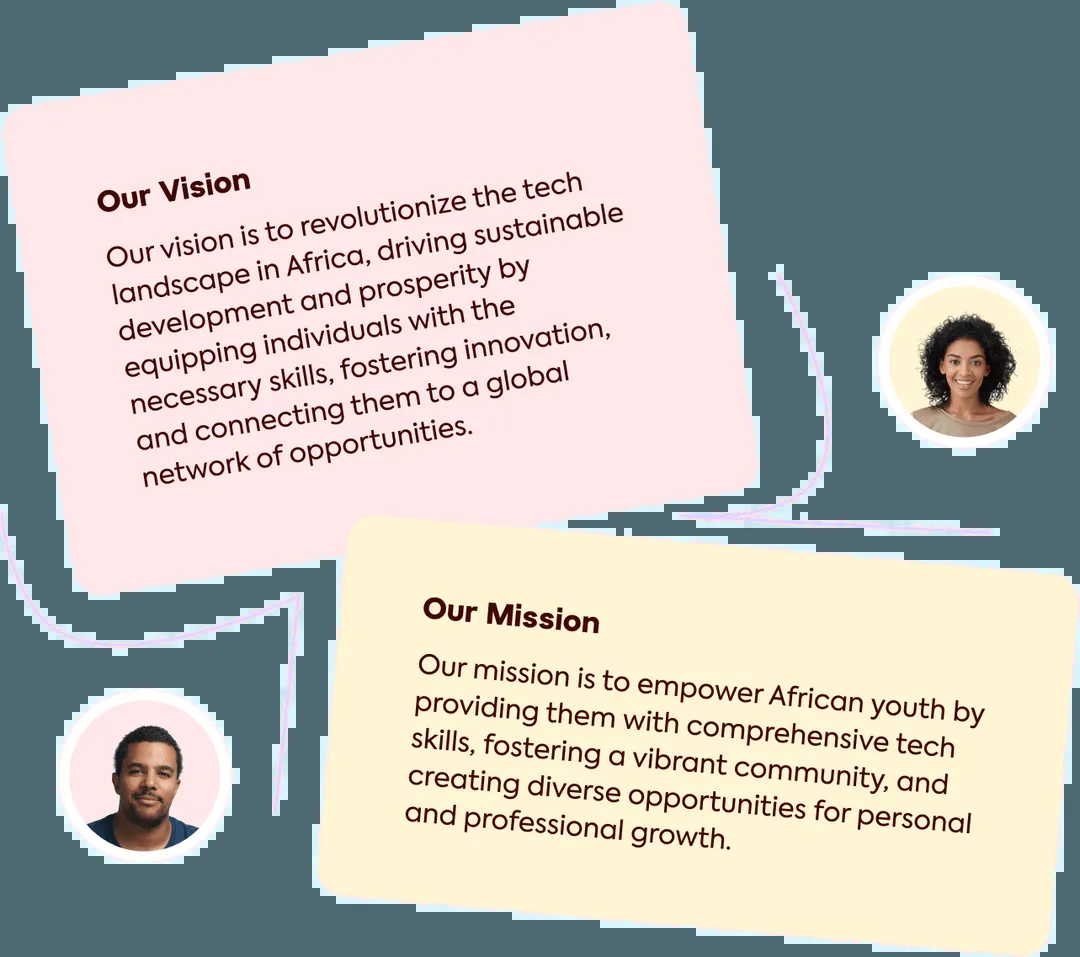 Our Vision
Our vision is to revolutionize the tech
landscape in Africa, driving sustainable
development and prosperity by
equipping individuals with the
necessary skills, fostering innovation,
and connecting them to a global
network of opportunities.
Our Mission
Our mission is to empower African youth by
providing them with comprehensive tech
skills, fostering a vibrant community, and
creating diverse opportunities for personal
and professional growth.